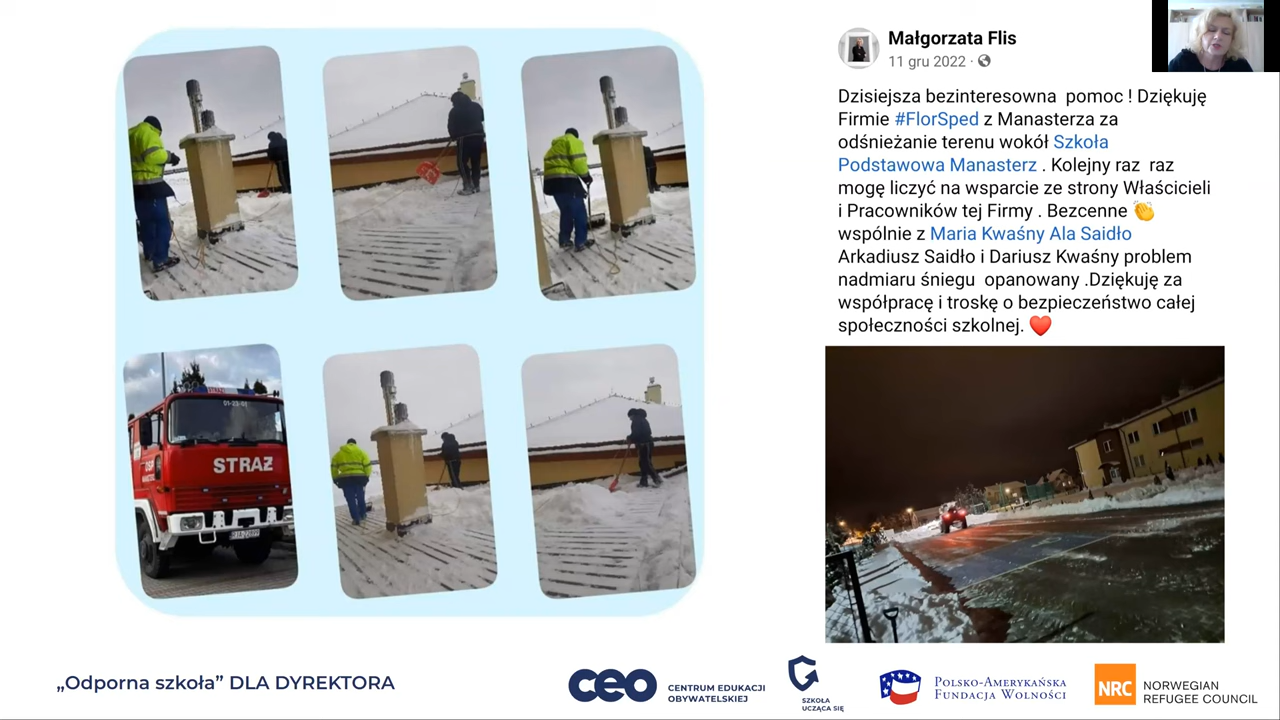 Małgorzata Flis
11 gru 2022 ·
Dzisiejsza bezinteresowna pomoc ! Dziękuję
Firmie #FlorSped z Manasterza za
odśnieżanie terenu wokół Szkoła
Podstawowa Manasterz . Kolejny raz raz
mogę liczyć na wsparcie ze strony Właścicieli
i Pracowników tej Firmy . Bezcenne 👏
wspólnie z Maria Kwaśny Ala Saidło
Arkadiusz Saidło i Dariusz Kwaśny problem
nadmiaru śniegu opanowany .Dziękuję za
współpracę i troskę o bezpieczeństwo całej
społeczności szkolnej. ❤️
STRAŻ
„Odporna szkoła” DLA DYREKTORA
ceo
CENTRUM EDUKACJI
OBYWATELSKIEJ
SZKOŁA
UCZĄCA SIĘ
POLSKO-AMERYKAŃSKA
FUNDACJA WOLNOŚCI
NRC
NORWEGIAN
REFUGEE COUNCIL